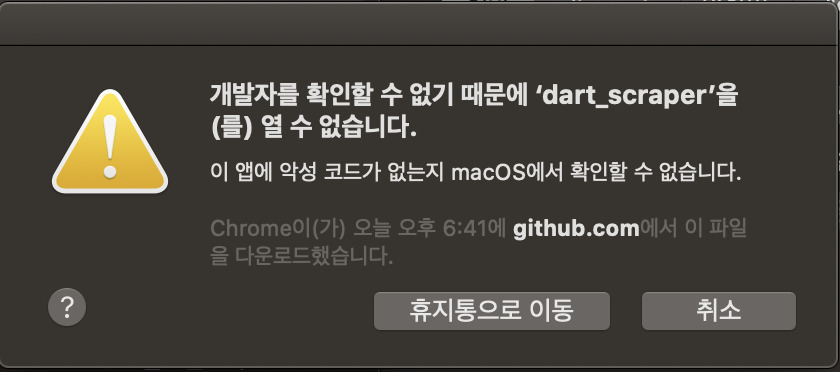 개발자를 확인할 수 없기 때문에 ‘dart_scraper’을
(를) 열 수 없습니다.
이 앱에 악성 코드가 없는지 macOS에서 확인할 수 없습니다.
Chrome이(가) 오늘 오후 6:41에 github.com에서 이 파일
을 다운로드했습니다.
? 휴지통으로 이동 취소